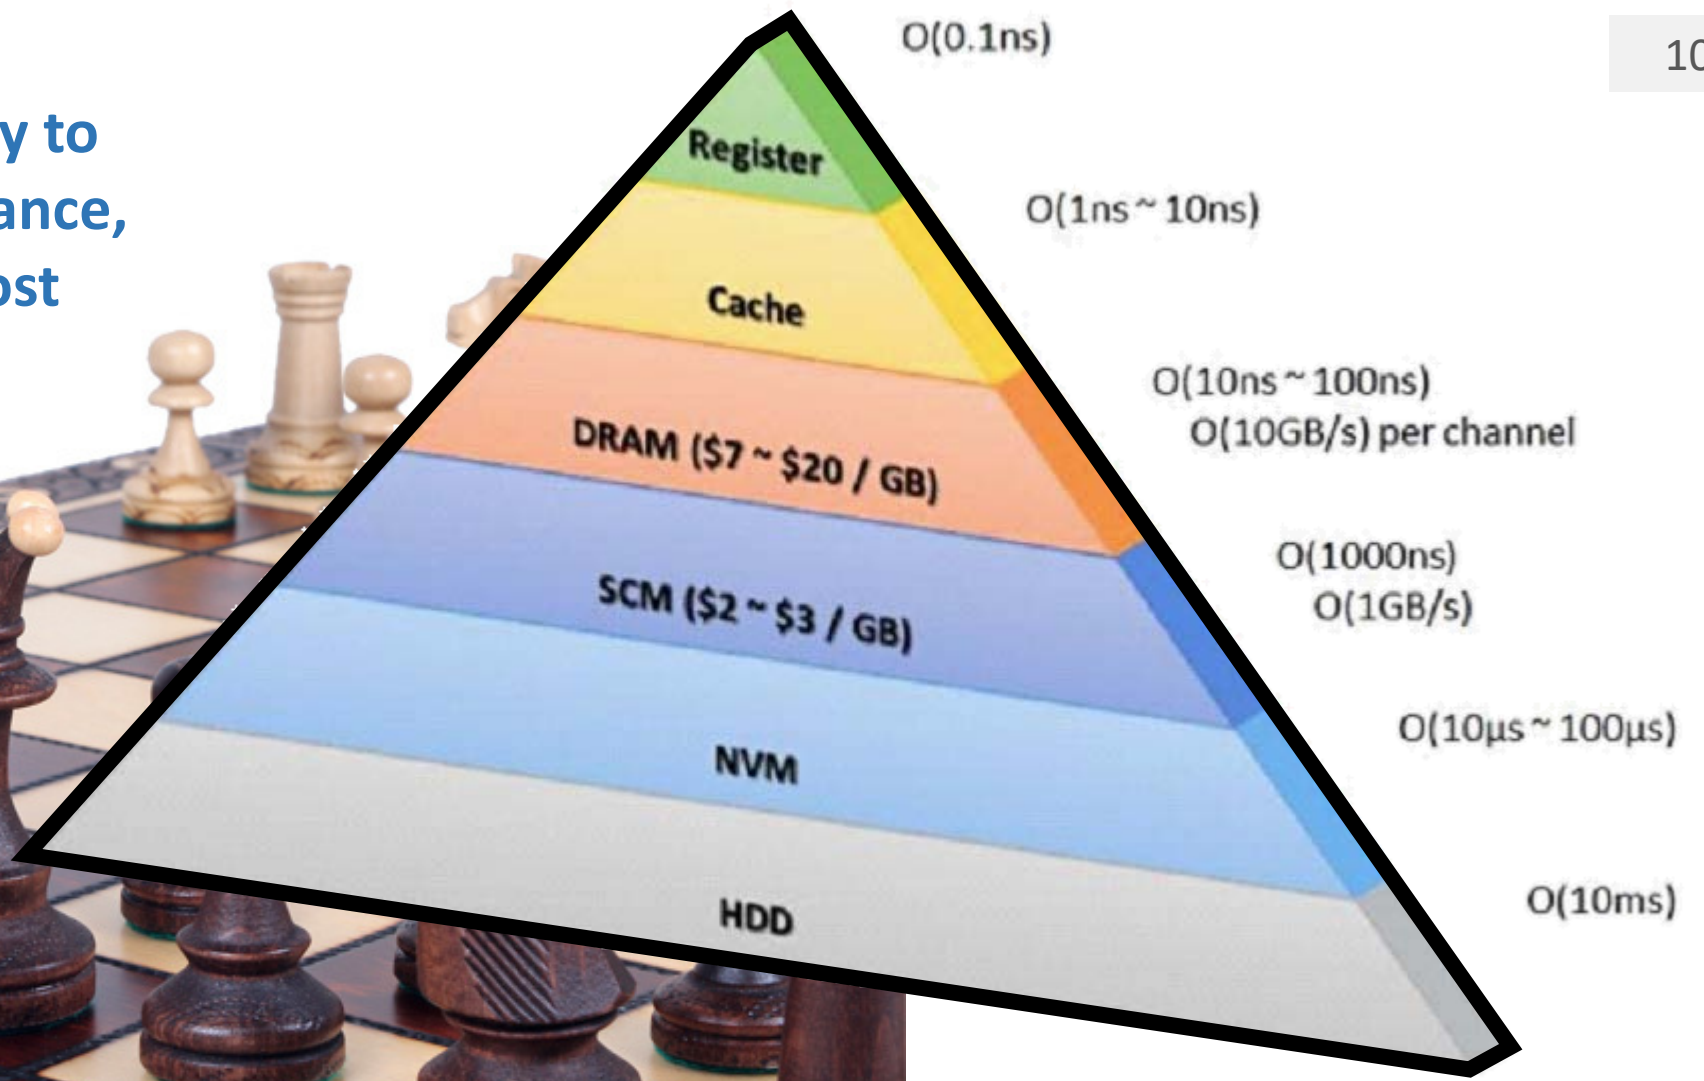 y to
ance,
ost
10
O(0.1ns)
Register
O(1ns ~ 10ns)
Cache
O(10ns ~ 100ns)
O(10GB/s) per channel
DRAM ($7 ~ $20 / GB)
O(1000ns)
O(1GB/s)
SCM ($2 ~ $3 / GB)
O(10µs ~ 100µs)
NVM
O(10ms)
HDD